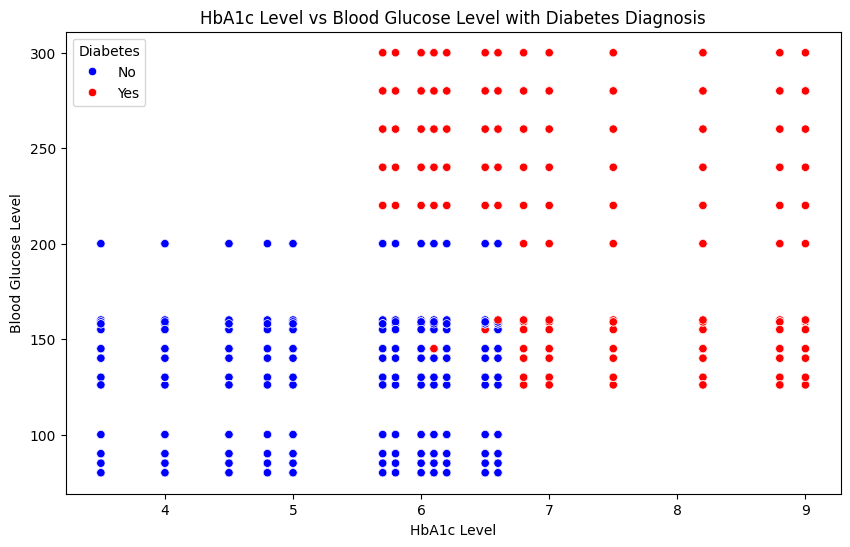 HbA1c Level vs Blood Glucose Level with Diabetes Diagnosis
Diabetes
No
Yes
Blood Glucose Level
300
250
200
150
100
4 5 6 7 8 9
HbA1c Level